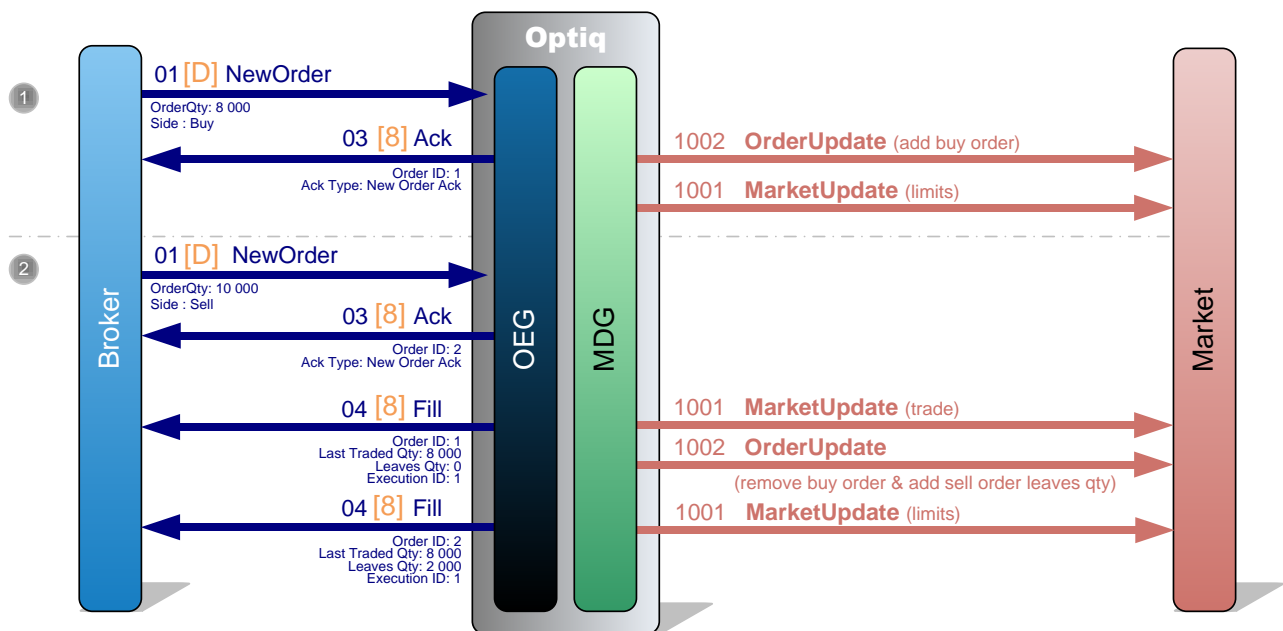 Optiq
Broker
OEG
MDG
Market
1
01 [D] NewOrder
OrderQty: 8 000
Side : Buy
03 [8] Ack
Order ID: 1
Ack Type: New Order Ack
1002 OrderUpdate (add buy order)
1001 MarketUpdate (limits)
2
01 [D] NewOrder
OrderQty: 10 000
Side : Sell
03 [8] Ack
Order ID: 2
Ack Type: New Order Ack
04 [8] Fill
Order ID: 1
Last Traded Qty: 8 000
Leaves Qty: 0
Execution ID: 1
04 [8] Fill
Order ID: 2
Last Traded Qty: 8 000
Leaves Qty: 2 000
Execution ID: 1
1001 MarketUpdate (trade)
1002 OrderUpdate
(remove buy order & add sell order leaves qty)
1001 MarketUpdate (limits)